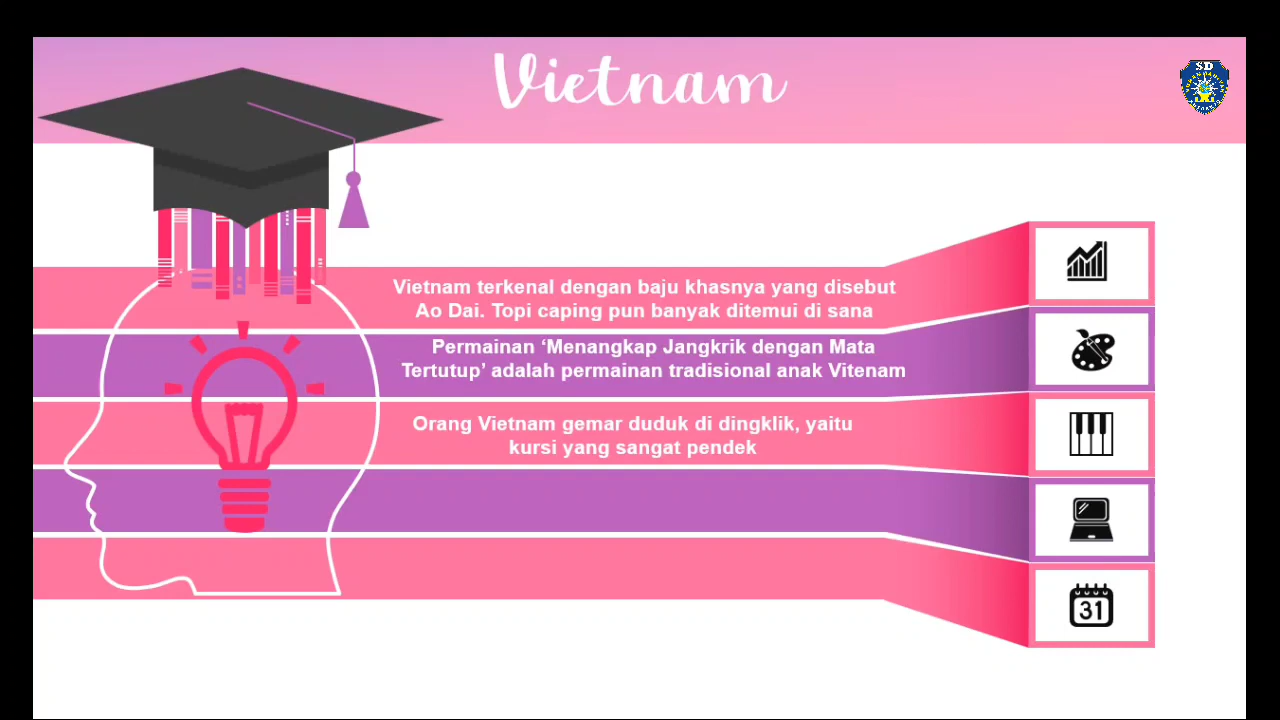 Vietnam
SD
Vietnam terkenal dengan baju khasnya yang disebut
Ao Dai. Topi caping pun banyak ditemui di sana
Permainan ‘Menangkap Jangkrik dengan Mata
Tertutup’ adalah permainan tradisional anak Vitenam
Orang Vietnam gemar duduk di dingklik, yaitu
kursi yang sangat pendek
31